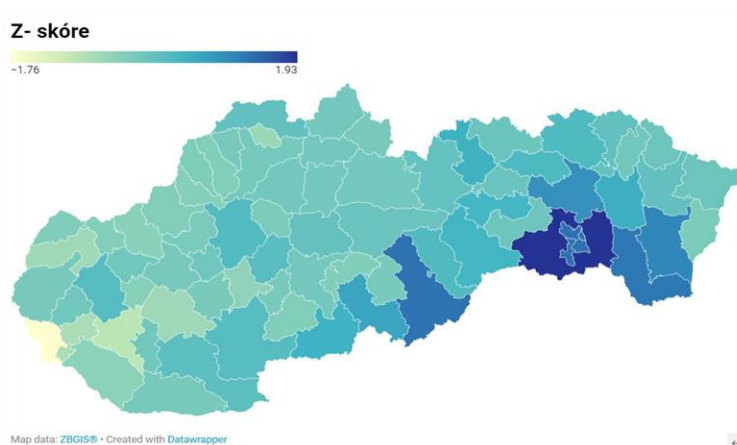 Z- skóre
−1.76 1.93
Map data: ZBGIS® • Created with Datawrapper